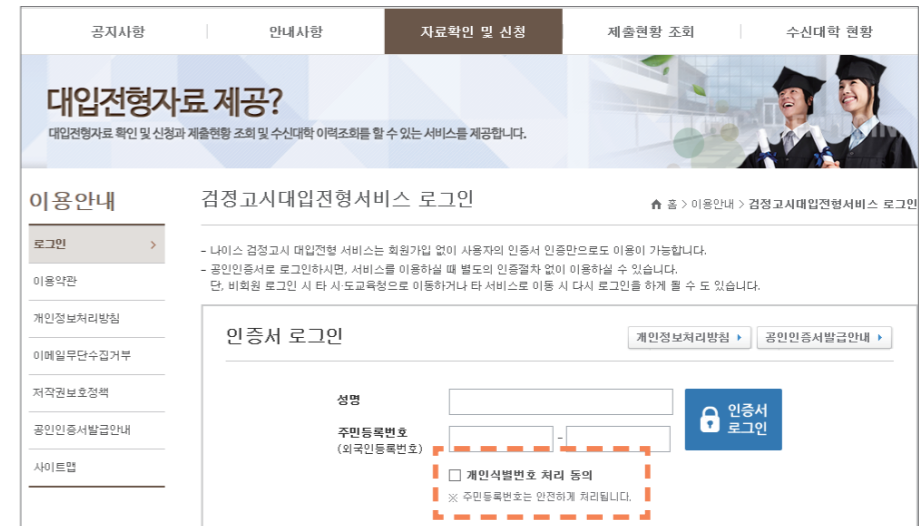 공지사항 안내사항 자료확인 및 신청 제출현황 조회 수신대학 현황
대입전형자료 제공?
대입전형자료 확인 및 신청과 제출현황 조회 및 수신대학 이력조회를 할 수 있는 서비스를 제공합니다.
이용안내
로그인 >
이용약관
개인정보처리방침
이메일무단수집거부
저작권보호정책
공인인증서발급안내
사이트맵
검정고시대입전형서비스 로그인
홈 > 이용안내 > 검정고시대입전형서비스 로그인
- 나이스 검정고시 대입전형 서비스는 회원가입 없이 사용자의 인증서 인증만으로도 이용이 가능합니다.
- 공인인증서로 로그인하시면, 서비스를 이용하실 때 별도의 인증절차 없이 이용하실 수 있습니다.
단, 비회원 로그인 시 타 시·도교육청으로 이동하거나 타 서비스로 이동 시 다시 로그인을 하게 될 수 도 있습니다.
인증서 로그인
개인정보처리방침 공인인증서발급안내
성명
주민등록번호 -
(외국인등록번호)
인증서
로그인
개인식별번호 처리 동의
※ 주민등록번호는 안전하게 처리됩니다.